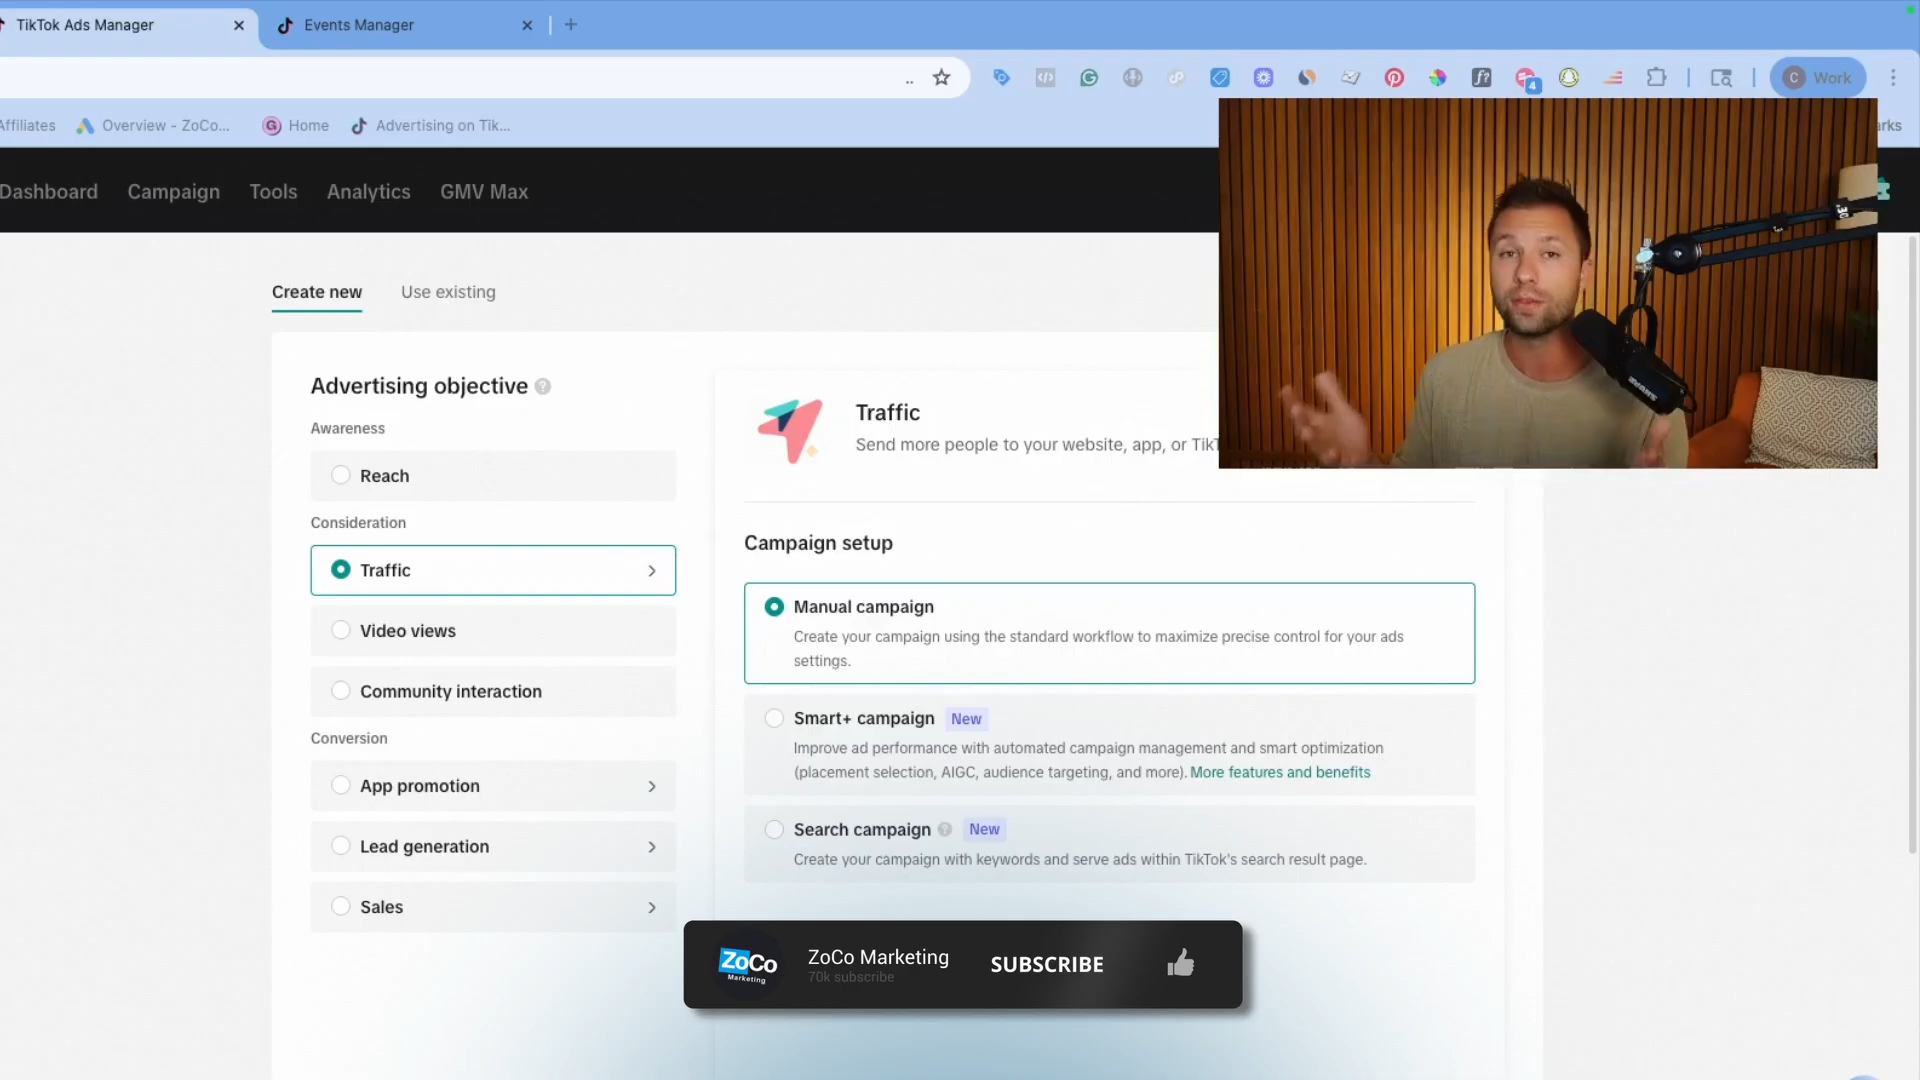 TikTok Ads Manager
Events Manager
Work
Affiliates
Overview - ZoCo...
Home
Advertising on Tik...
arks
Dashboard
Campaign
Tools
Analytics
GMV Max
Create new
Use existing
Advertising objective ?
Awareness
Reach
Consideration
Traffic
Video views
Community interaction
Conversion
App promotion
Lead generation
Sales
Traffic
Send more people to your website, app, or TikT
Campaign setup
Manual campaign
Create your campaign using the standard workflow to maximize precise control for your ads
settings.
Smart+ campaign New
Improve ad performance with automated campaign management and smart optimization
(placement selection, AIGC, audience targeting, and more). More features and benefits
Search campaign ? New
Create your campaign with keywords and serve ads within TikTok's search result page.
ZoCo
Marketing
ZoCo Marketing
70k subscribe
SUBSCRIBE